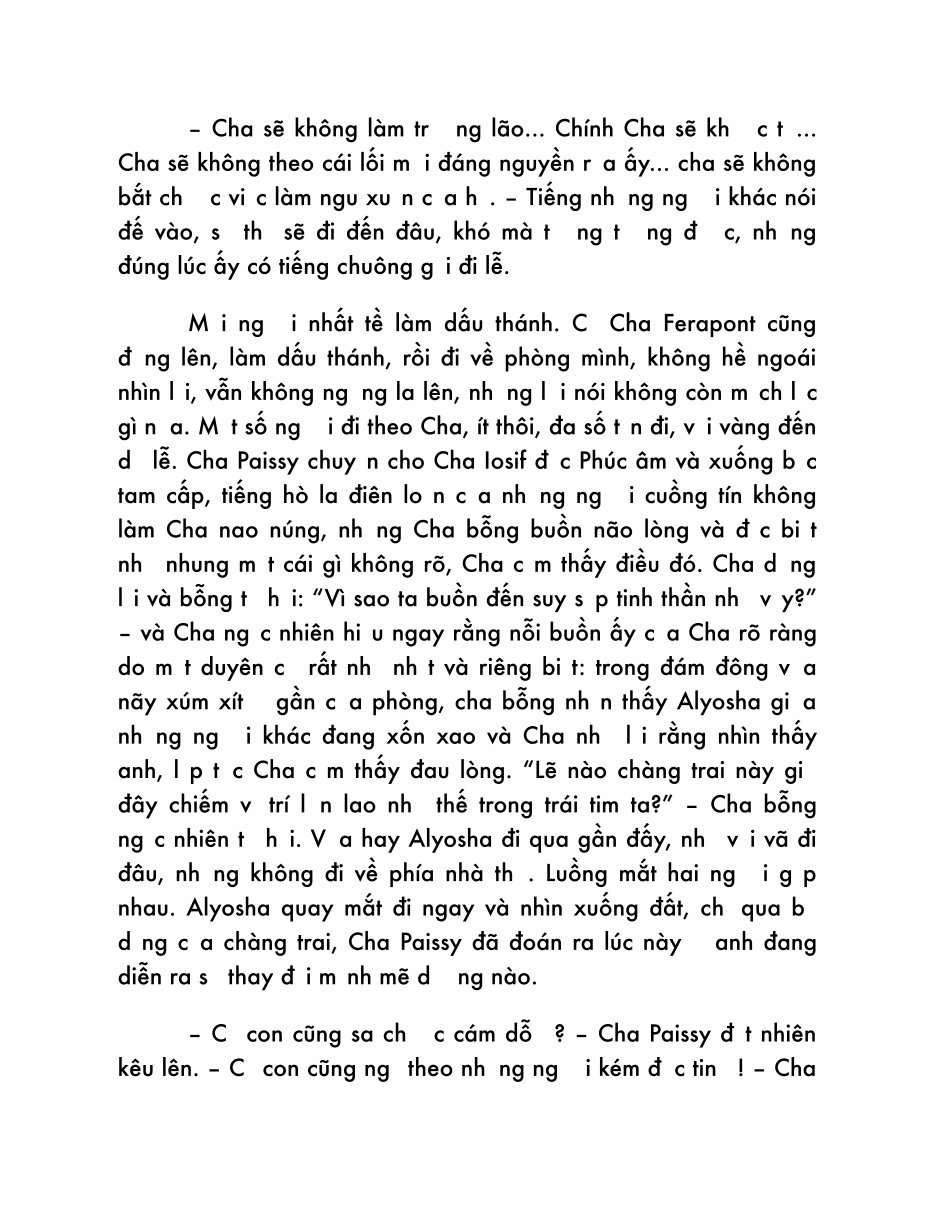 – Cha sẽ không làm tr ng lão... Chính Cha sẽ kh c t ...
Cha sẽ không theo cái lối m i đáng nguyền r a ấy... cha sẽ không
bắt ch c vi c làm ngu xu n c a h . – Tiếng nh ng ng i khác nói
đế vào, s th sẽ đi đến đâu, khó mà t ng t ng đ c, nh ng
đúng lúc ấy có tiếng chuông g i đi lễ.
M i ng i nhất tề làm dấu thánh. C Cha Ferapont cũng
đ ng lên, làm dấu thánh, rồi đi về phòng mình, không hề ngoái
nhìn l i, vẫn không ng ng la lên, nh ng l i nói không còn m ch l c
gì n a. M t số ng i đi theo Cha, ít thôi, đa số t n đi, v i vàng đến
d lễ. Cha Paissy chuy n cho Cha Iosif đ c Phúc âm và xuống b c
tam cấp, tiếng hò la điên lo n c a nh ng ng i cuồng tín không
làm Cha nao núng, nh ng Cha bỗng buồn não lòng và đ c bi t
nh nhung m t cái gì không rõ, Cha c m thấy điều đó. Cha d ng
l i và bỗng t h i: “Vì sao ta buồn đến suy s p tinh thần nh v y?”
– và Cha ng c nhiên hi u ngay rằng nỗi buồn ấy c a Cha rõ ràng
do m t duyên c rất nh nh t và riêng bi t: trong đám đông v a
nãy xúm xít gần c a phòng, cha bỗng nh n thấy Alyosha gi a
nh ng ng i khác đang xốn xao và Cha nh l i rằng nhìn thấy
anh, l p t c Cha c m thấy đau lòng. “Lẽ nào chàng trai này gi
đây chiếm v trí l n lao nh thế trong trái tim ta?” – Cha bỗng
ng c nhiên t h i. V a hay Alyosha đi qua gần đấy, nh v i vã đi
đâu, nh ng không đi về phía nhà th . Luồng mắt hai ng i g p
nhau. Alyosha quay mắt đi ngay và nhìn xuống đất, ch qua b
d ng c a chàng trai, Cha Paissy đã đoán ra lúc này anh đang
diễn ra s thay đ i m nh mẽ d ng nào.
– C con cũng sa ch c cám dỗ ? – Cha Paissy đ t nhiên
kêu lên. – C con cũng ng theo nh ng ng i kém đ c tin ! – Cha